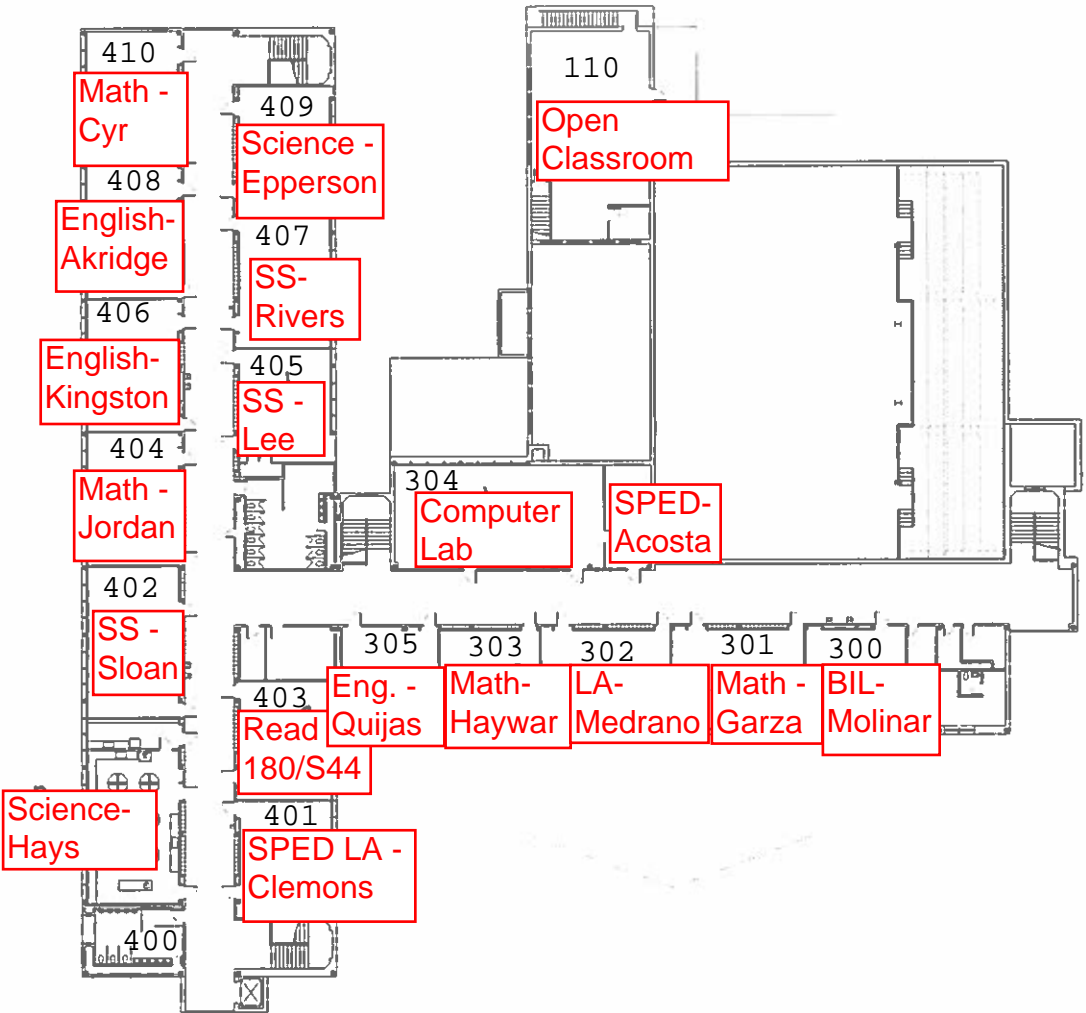 410
Math -
Cyr
409
Science -
Epperson
408
English-
Akridge
407
SS-
Rivers
406
English-
Kingston
405
SS -
Lee
404
Math -
Jordan
402
SS -
Sloan
403
Read
180/S44
Science-
Hays
401
SPED LA -
Clemons
400
110
Open
Classroom
304
Computer
Lab
SPED-
Acosta
305
Eng. -
Quijas
303
Math-
Haywar
302
LA-
Medrano
301
Math -
Garza
300
BIL-
Molinar